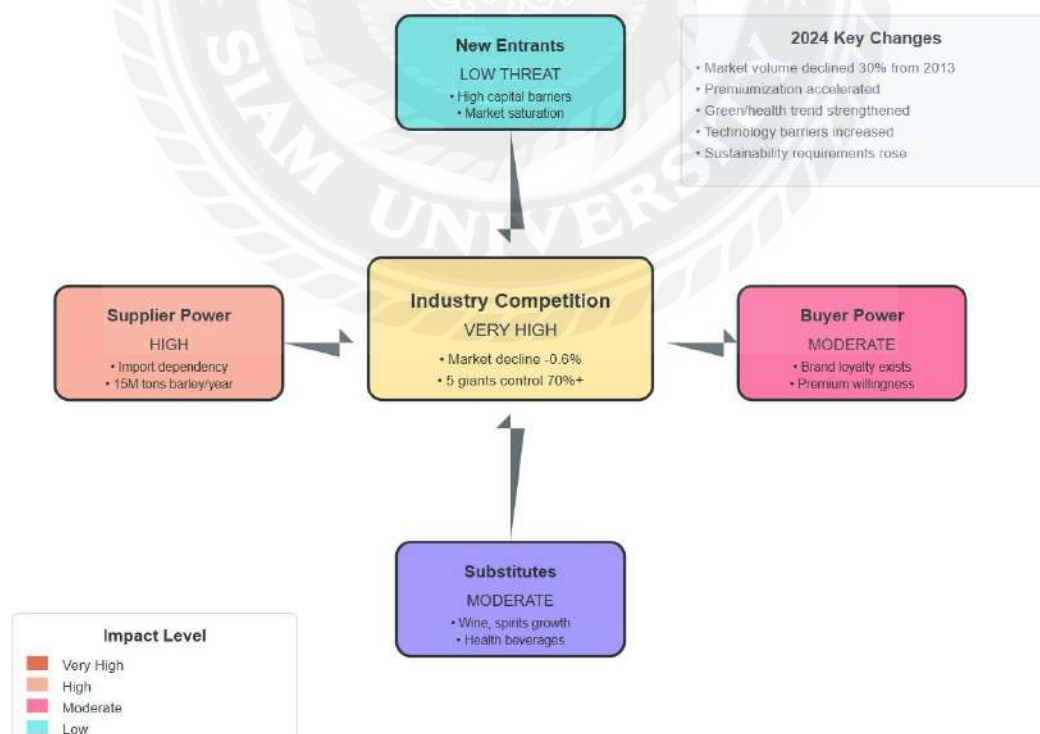 New Entrants
LOW THREAT
• High capital barriers
• Market saturation
2024 Key Changes
• Market volume declined 30% from 2013
• Premiumization accelerated
• Green/health trend strengthened
• Technology barriers increased
• Sustainability requirements rose
SIAM UNIVERSITY
Supplier Power
HIGH
• Import dependency
• 15M tons barley/year
Industry Competition
VERY HIGH
• Market decline -0.6%
• 5 giants control 70%+
Buyer Power
MODERATE
• Brand loyalty exists
• Premium willingness
Substitutes
MODERATE
• Wine, spirits growth
• Health beverages
Impact Level
Very High
High
Moderate
Low